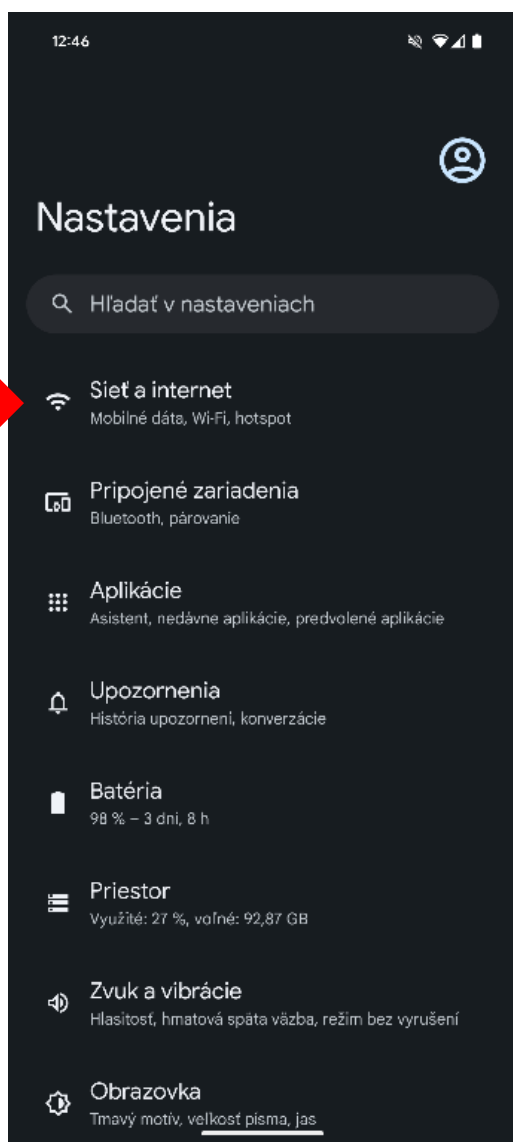 12:46
Nastavenia
Hľadať v nastaveniach
Sieť a internet
Mobilné dáta, Wi-Fi, hotspot
Pripojené zariadenia
Bluetooth, párovanie
Aplikácie
Asistent, nedávne aplikácie, predvolené aplikácie
Upozornenia
História upozornení, konverzácie
Batéria
98 % – 3 dni, 8 h
Priestor
Využité: 27 %, voľné: 92,87 GB
Zvuk a vibrácie
Hlasitosť, hmatová spätá väzba, režim bez vyrušení
Obrazovka
Tmavý motív, veľkosť písma, jas